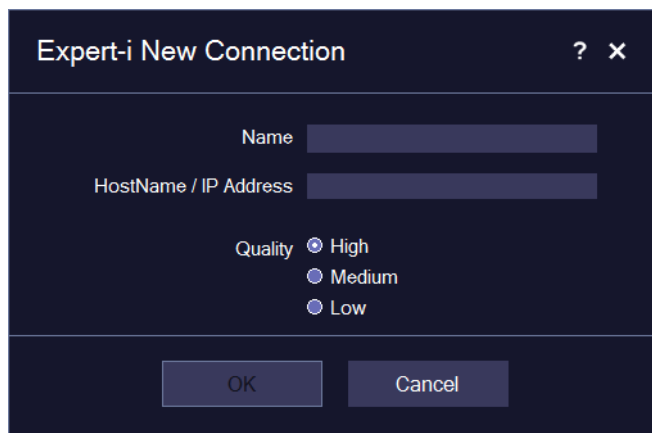 Expert-i New Connection ?
Name
HostName / IP Address
Quality High
Medium
Low
OK Cancel